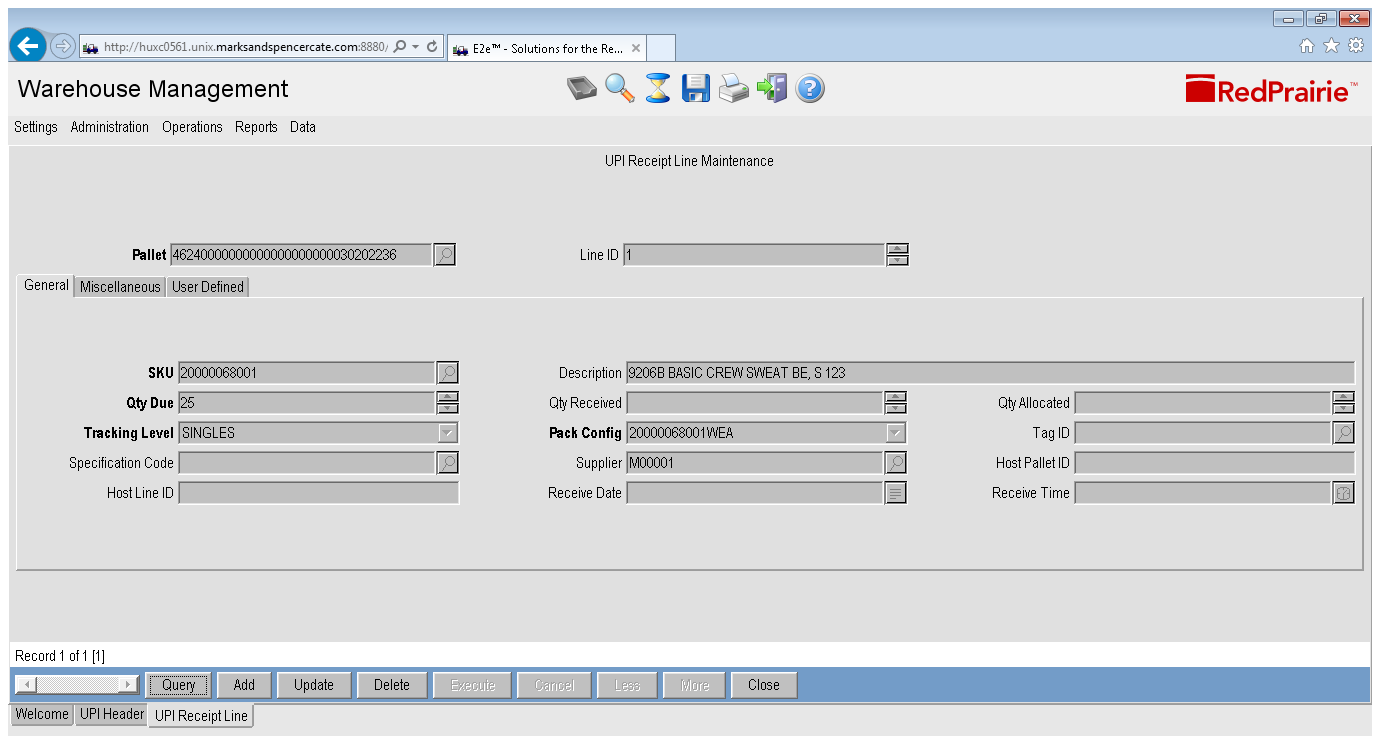 http://huxc0561.unix.marksandspencercate.com:8880/
E2e™ - Solutions for the Re...
Warehouse Management
RedPrairie™
Settings Administration Operations Reports Data
UPI Receipt Line Maintenance
Line ID 1
General Miscellaneous User Defined
SKU 20000068001 Description 9206B BASIC CREW SWEAT BE, S 123
Qty Due 25 Qty Received Qty Allocated
Tracking Level SINGLES Pack Config 20000068001WEA Tag ID
Specification Code Supplier M00001 Host Pallet ID
Host Line ID Receive Date Receive Time
Record 1 of 1 [1]
Query Add Update Delete Execute Cancel Less More Close
Welcome UPI Header UPI Receipt Line